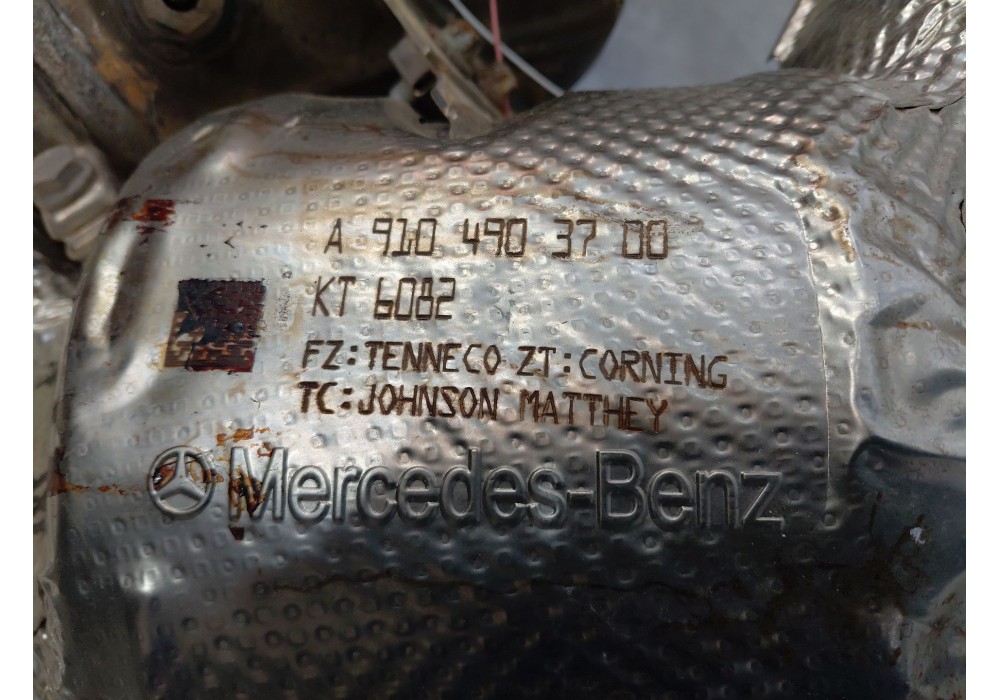 A 910 490 37 00
KT 6082
FZ:TENNECO ZT:CORNING
TC:JOHNSON MATTHEY
Mercedes-Benz